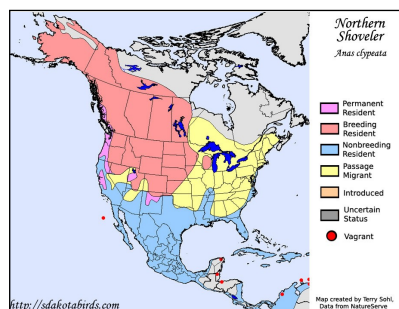 Northern
Shoveler
Anas clypeata
Permanent
Resident
Breeding
Resident
Nonbreeding
Resident
Passage
Migrant
Introduced
Uncertain
Status
Vagrant
Map created by Terry Sohl,
Data from NatureServe
http://sdakotabirds.com